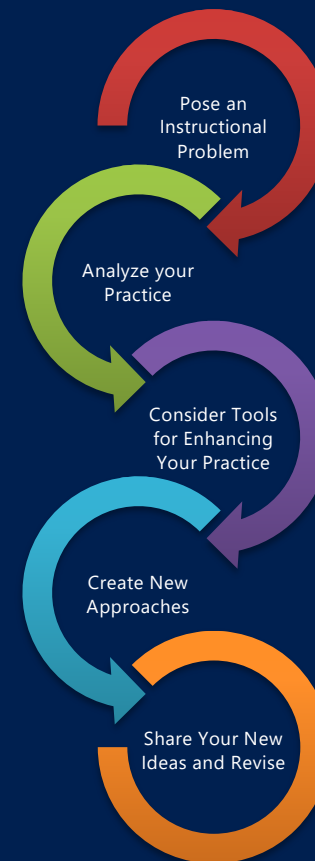 Pose an
Instructional
Problem
Analyze your
Practice
Consider Tools
for Enhancing
Your Practice
Create New
Approaches
Share Your New
Ideas and Revise